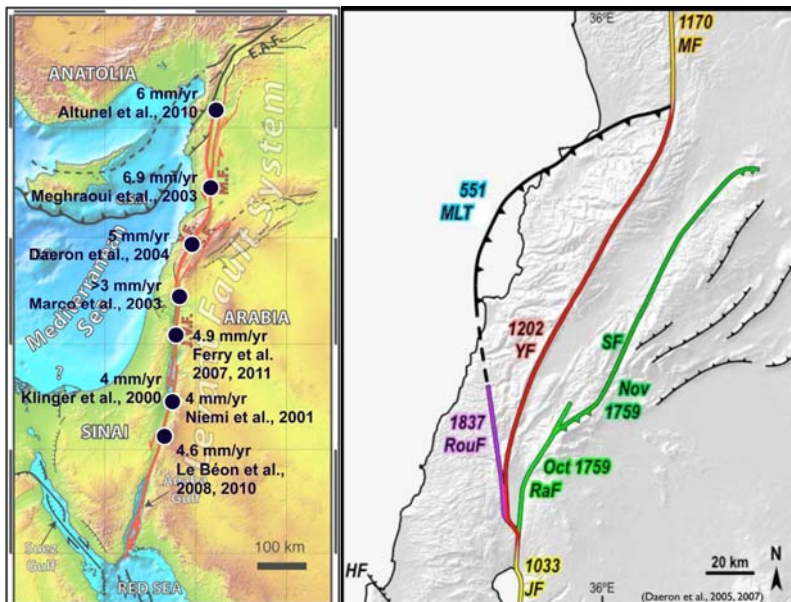 ANATOLIA
E.A.F.
6 mm/yr
Altunel et al., 2010
6.9 mm/yr
Meghraoui et al., 2003
M.F.
5 mm/yr
Daeron et al., 2004
~3 mm/yr
Marco et al., 2003
Mediterranean
Sea
Fault System
ARABIA
4.9 mm/yr
Ferry et al.
2007, 2011
4 mm/yr
Klinger et al., 2000
4 mm/yr
Niemi et al., 2001
?
SINAI
4.6 mm/yr
Le Béon et al.,
2008, 2010
Gulf
Suez
Gulf
100 km
RED SEA
36°E
1170
MF
551
MLT
1202
YF
SF
Nov
1759
1837
RouF
Oct 1759
RaF
1033
JF
HF
36°E
20 km
N
(Daeron et al., 2005, 2007)